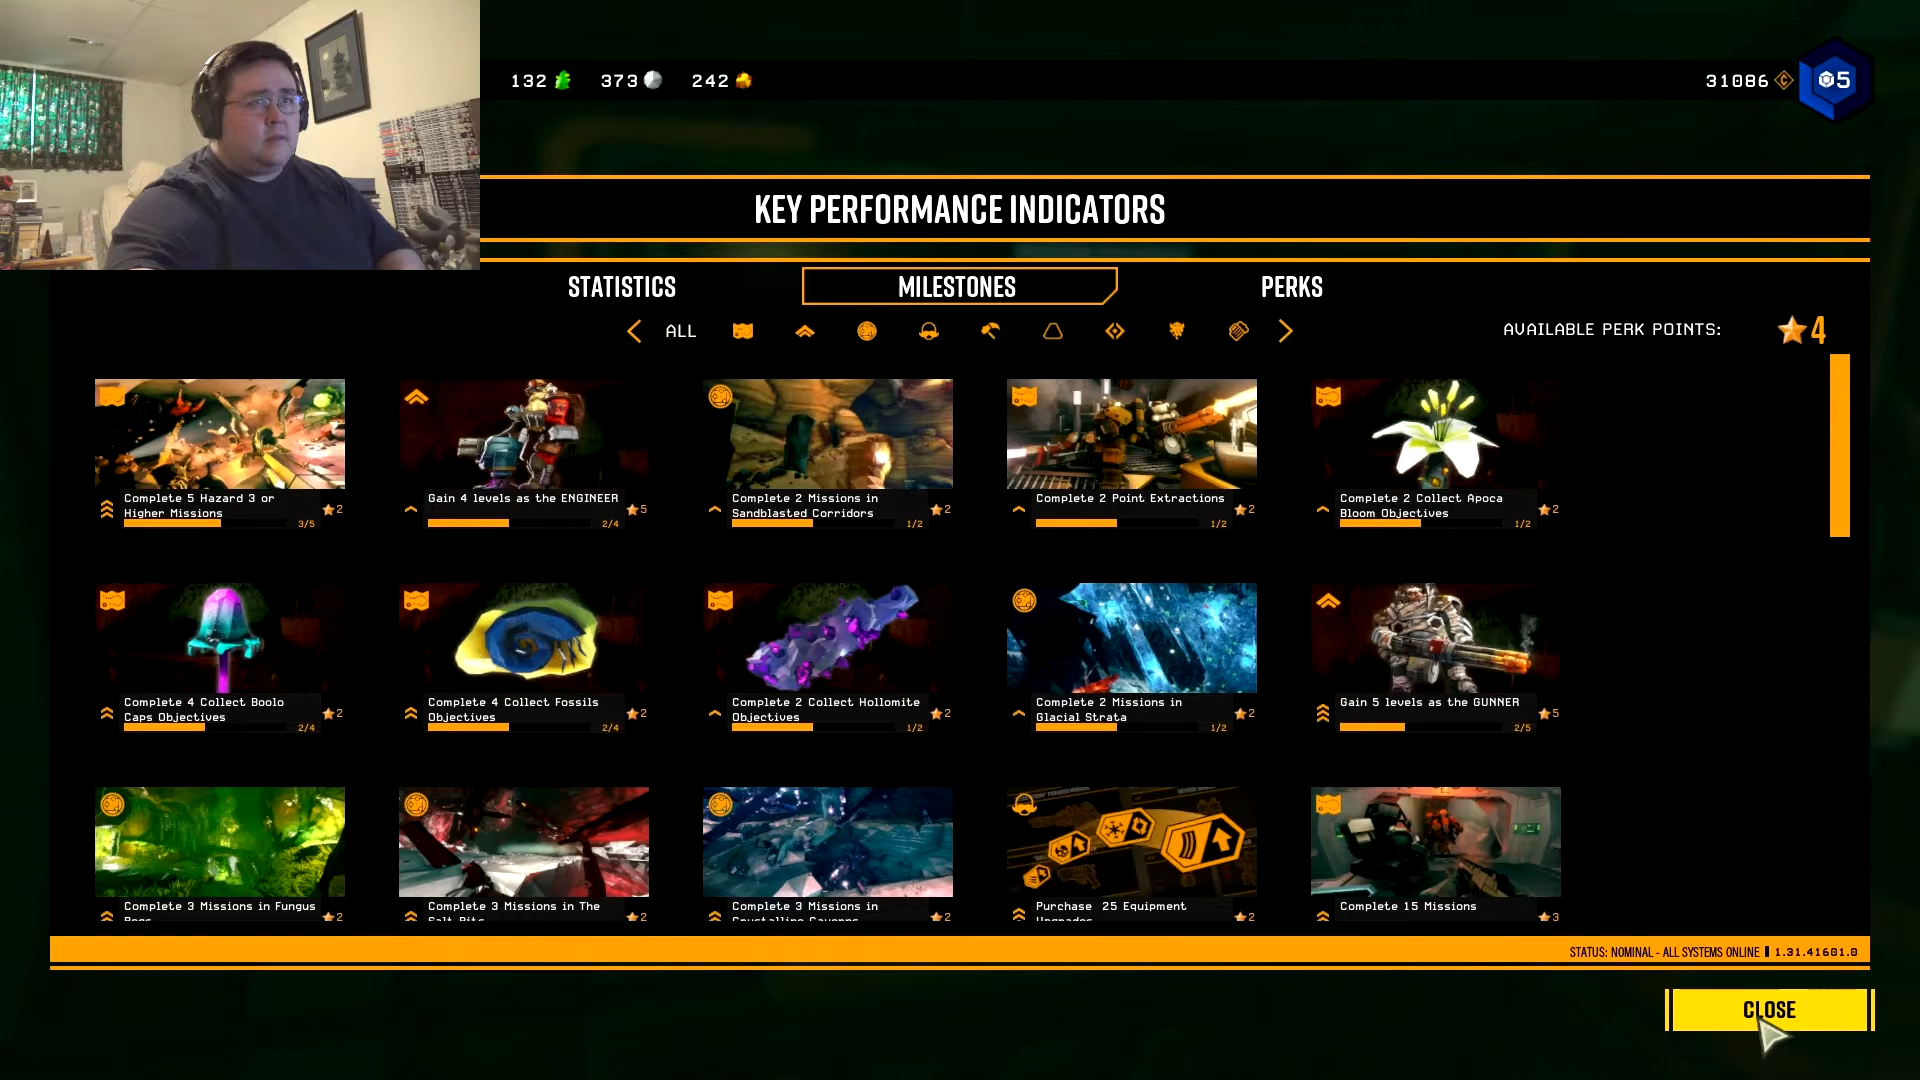 132 373 242 31086 5
KEY PERFORMANCE INDICATORS
STATISTICS MILESTONES PERKS
ALL
AVAILABLE PERK POINTS: 4
Complete 5 Hazard 3 or
Higher Missions
2
3/5
Gain 4 levels as the ENGINEER
5
2/4
Complete 2 Missions in
Sandblasted Corridors
2
1/2
Complete 2 Point Extractions
2
1/2
Complete 2 Collect Apoca
Bloom Objectives
2
1/2
Complete 4 Collect Boolo
Caps Objectives
2
2/4
Complete 4 Collect Fossils
Objectives
2
2/4
Complete 2 Collect Hollomite
Objectives
2
1/2
Complete 2 Missions in
Glacial Strata
2
1/2
Gain 5 levels as the GUNNER
5
2/5
Complete 3 Missions in Fungus
Bogs
2
Complete 3 Missions in The
Salt Pits
2
Complete 3 Missions in
Crystalline Caverns
2
Purchase 25 Equipment
Upgrades
2
Complete 15 Missions
3
STATUS: NOMINAL - ALL SYSTEMS ONLINE 1.31.41601.0
CLOSE